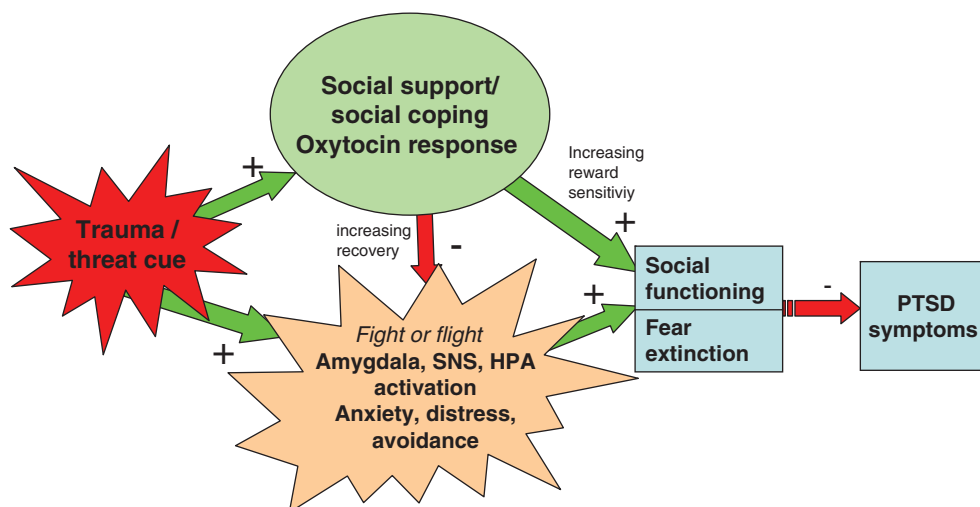 Social support/
social coping
Oxytocin response
Increasing
reward
sensitiviy
+
+
Trauma /
threat cue
increasing
recovery
-
Social
functioning
Fear
extinction
-
PTSD
symptoms
+
+
Fight or flight
Amygdala, SNS, HPA
activation
Anxiety, distress,
avoidance